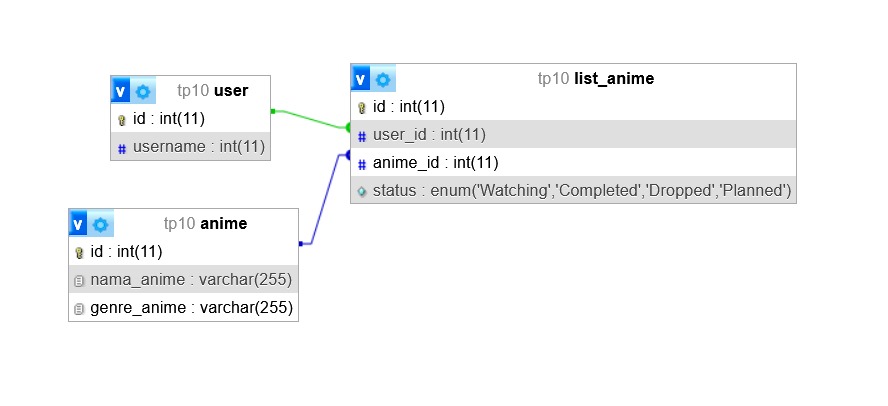 v tp10 user
id : int(11)
# username : int(11)
v tp10 list_anime
id : int(11)
# user_id : int(11)
# anime_id : int(11)
status : enum('Watching','Completed','Dropped','Planned')
v tp10 anime
id : int(11)
nama_anime : varchar(255)
genre_anime : varchar(255)